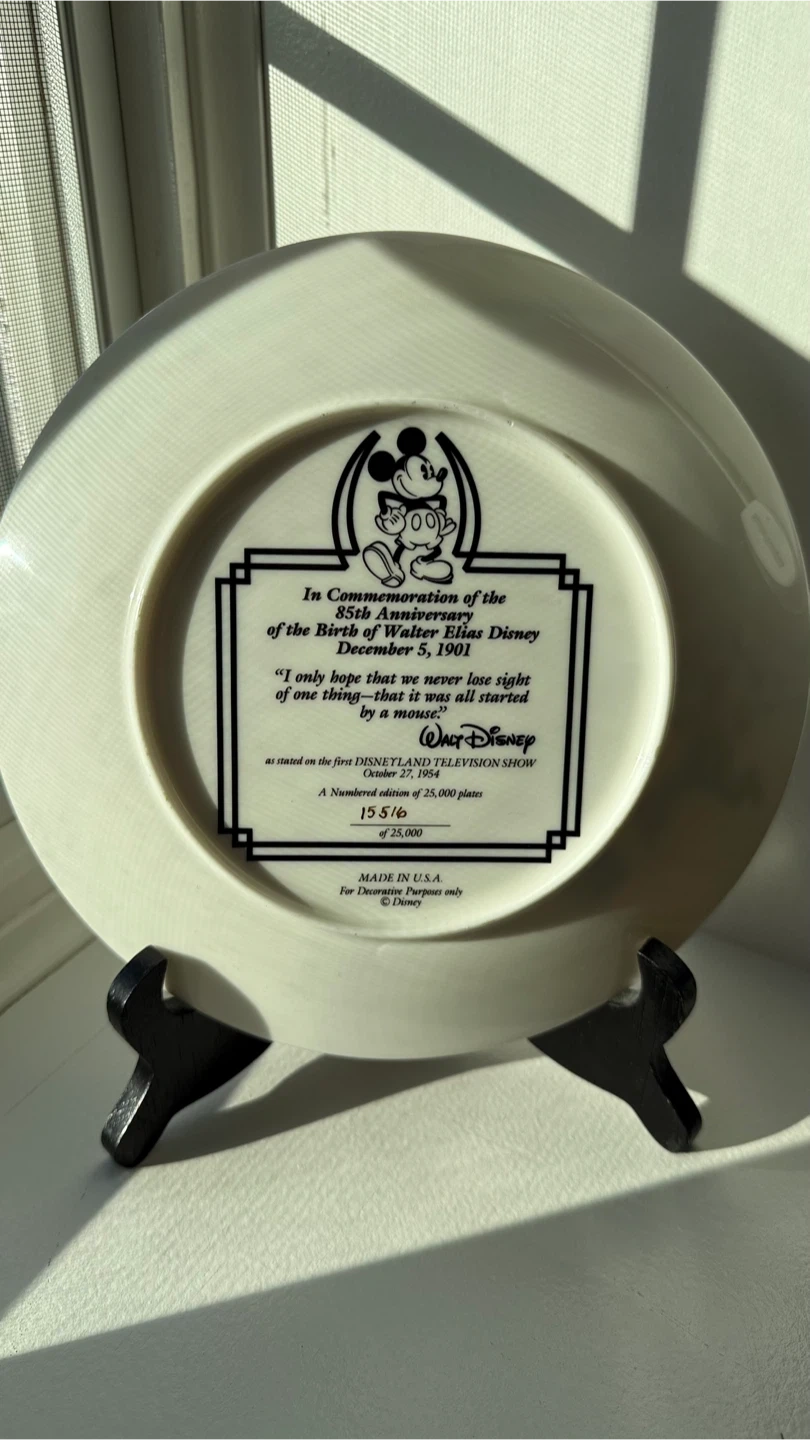 In Commemoration of the
85th Anniversary
of the Birth of Walter Elias Disney
December 5, 1901
“I only hope that we never lose sight
of one thing—that it was all started
by a mouse.”
Walt Disney
as stated on the first DISNEYLAND TELEVISION SHOW
October 27, 1954
A Numbered edition of 25,000 plates
15516
of 25,000
MADE IN U.S.A.
For Decorative Purposes only
© Disney